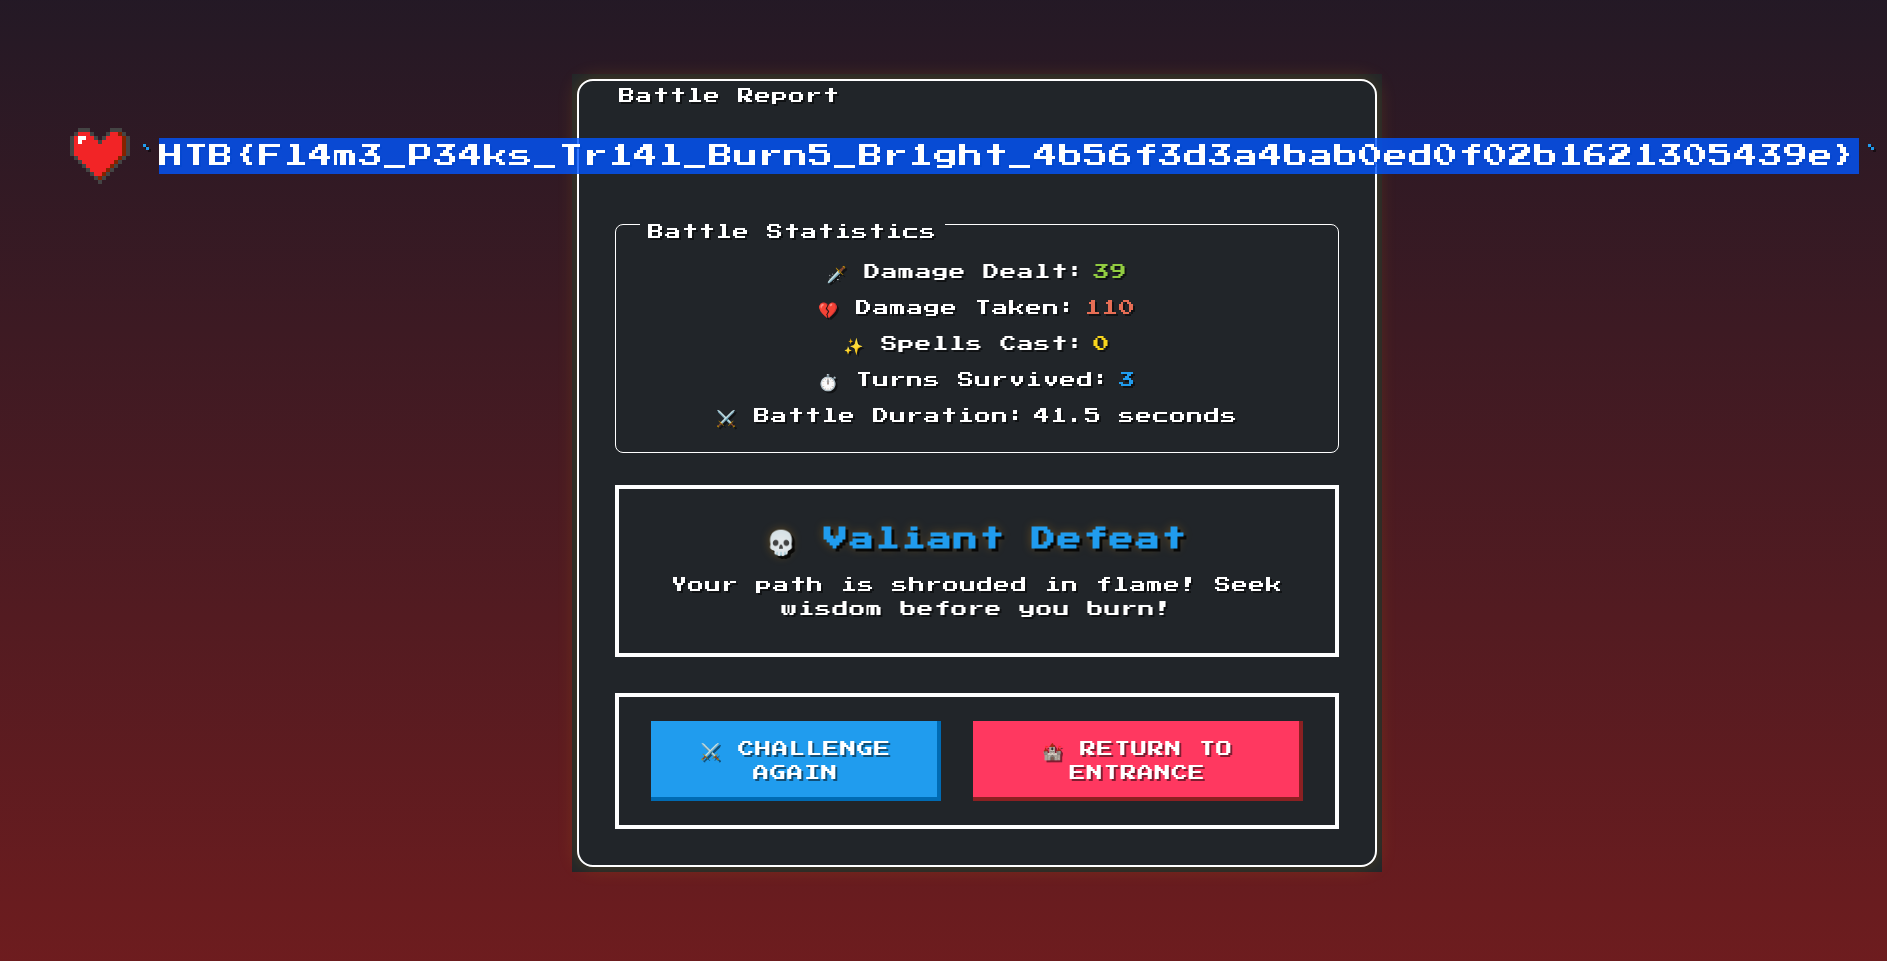 Battle Report
`HTB{Fl4m3_P34ks_Tr14l_Burn5_Br1ght_4b56f3d3a4bab0ed0f02b1621305439e}`
Battle Statistics
🗡️ Damage Dealt: 39
💔 Damage Taken: 110
✨ Spells Cast: 0
⏱️ Turns Survived: 3
⚔️ Battle Duration: 41.5 seconds
💀 Valiant Defeat
Your path is shrouded in flame! Seek
wisdom before you burn!
⚔️ CHALLENGE
AGAIN
🏰 RETURN TO
ENTRANCE